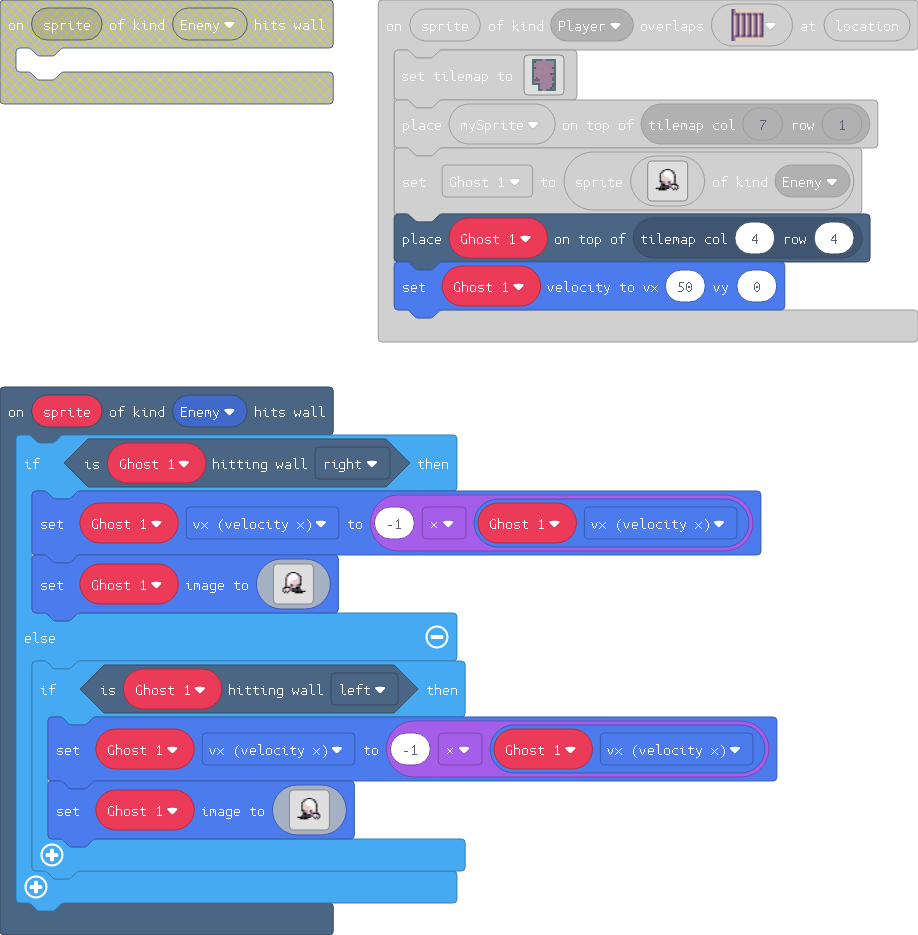 on sprite of kind Enemy hits wall
on sprite of kind Player overlaps at location
set tilemap to
place mySprite on top of tilemap col 7 row 1
set Ghost 1 to sprite of kind Enemy
place Ghost 1 on top of tilemap col 4 row 4
set Ghost 1 velocity to vx 50 vy 0
on sprite of kind Enemy hits wall
if is Ghost 1 hitting wall right then
set Ghost 1 vx (velocity x) to -1 × Ghost 1 vx (velocity x)
set Ghost 1 image to
else
if is Ghost 1 hitting wall left then
set Ghost 1 vx (velocity x) to -1 × Ghost 1 vx (velocity x)
set Ghost 1 image to